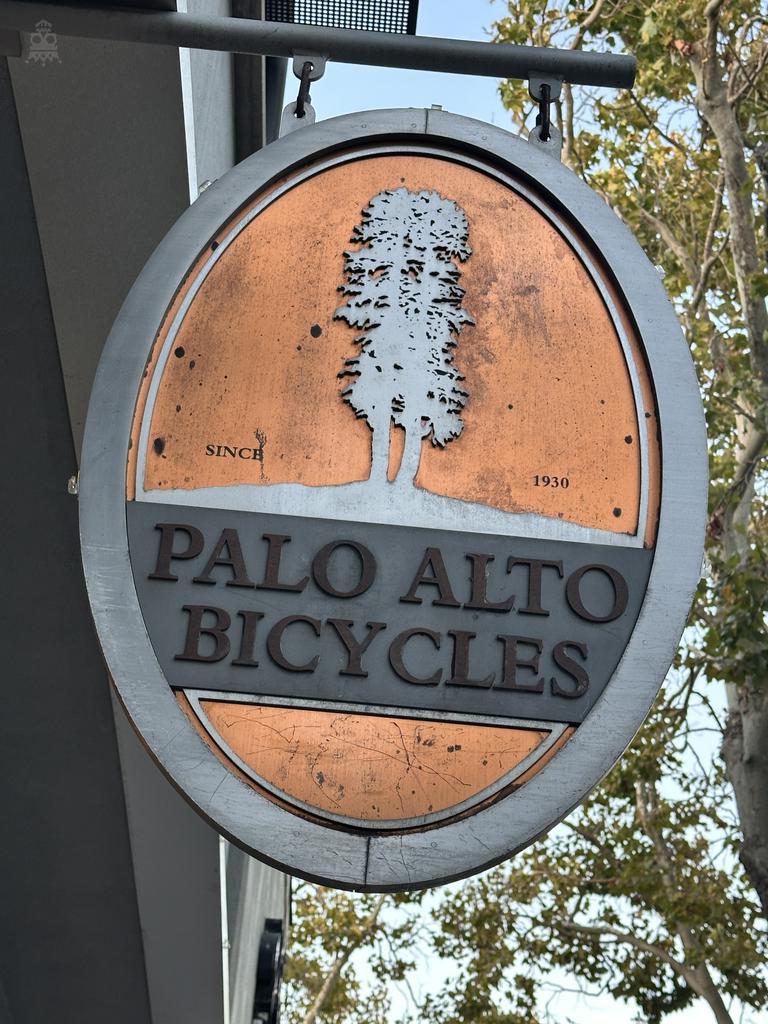 SINCE
1930
PALO ALTO
BICYCLES